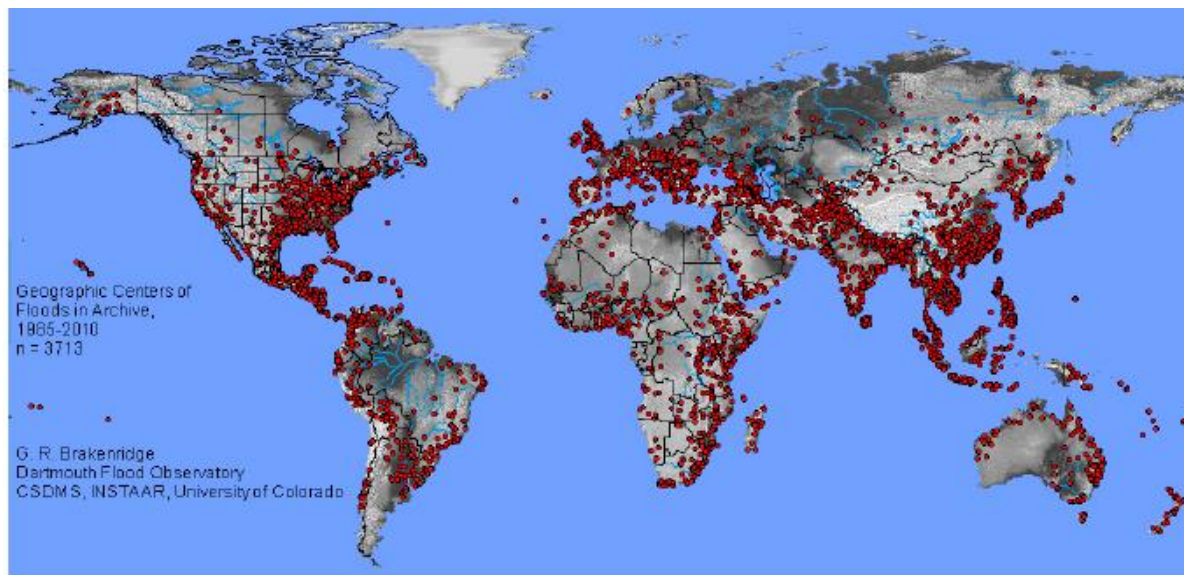 Geographic Centers of
Floods in Archive,
1985-2010
n = 3713
G. R. Brakenridge
Dartmouth Flood Observatory
CSDMS, INSTAAR, University of Colorado